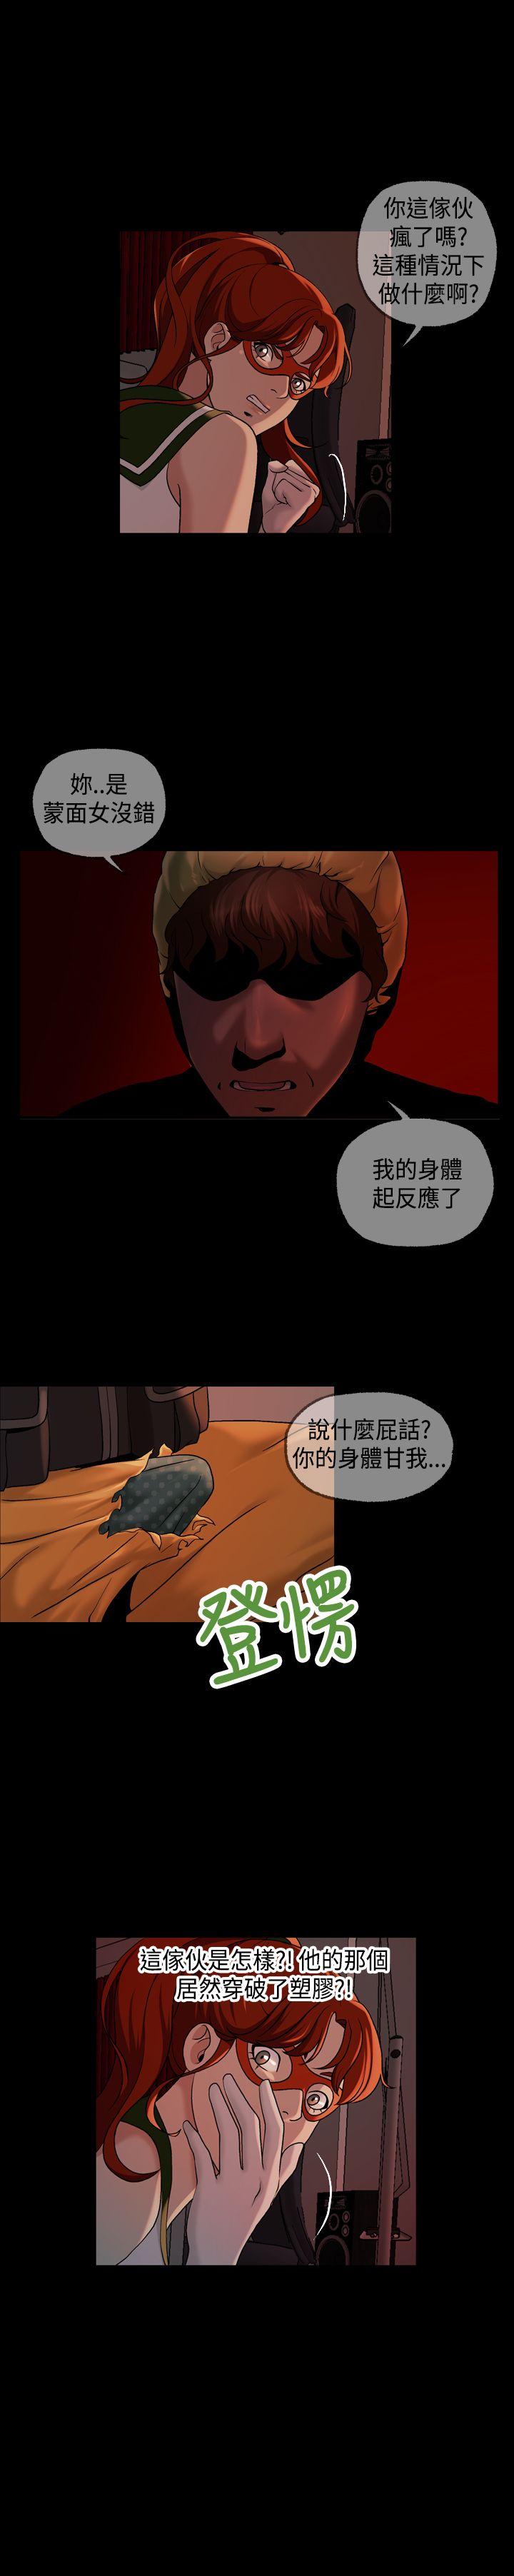 你這傢伙
瘋了嗎?
這種情況下
做什麼啊?
妳..是
蒙面女沒錯
我的身體
起反應了
說什麼屁話?
你的身體甘我...
登愣
這傢伙是怎樣?! 他的那個
居然穿破了塑膠?!